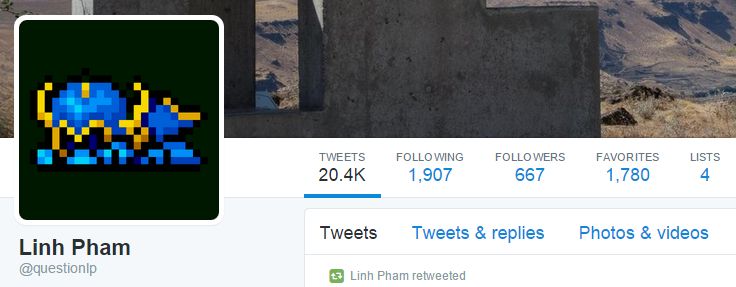 TWEETS FOLLOWING FOLLOWERS FAVORITES LISTS
20.4K 1,907 667 1,780 4
Tweets Tweets & replies Photos & videos
Linh Pham
@questionlp
Linh Pham retweeted